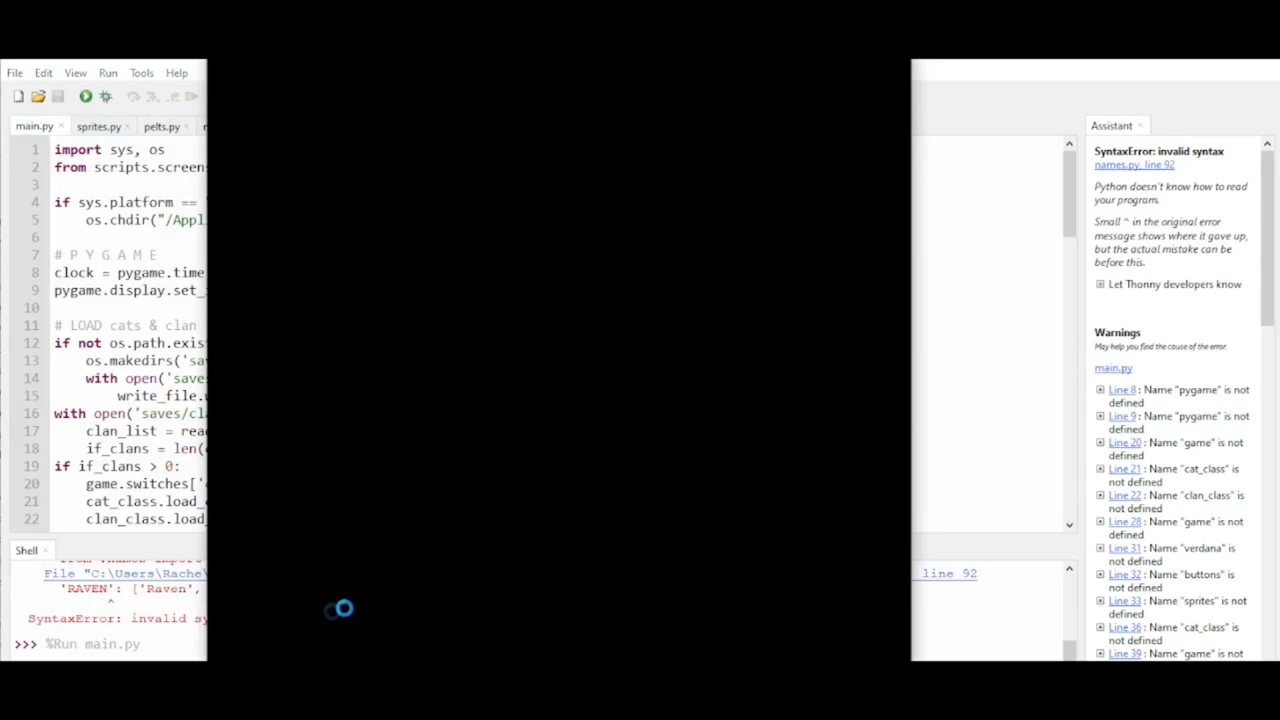 File Edit View Run Tools Help
main.py sprites.py pelts.py
1 import sys, os
2 from
3
4 if sys.platform ==
5 os.chdir("/Appl
6
7 # P Y G A M E
8 clock = pygame.time
9 pygame.display.set_
10
11 # LOAD cats & clan
12 if not os.path.exis
13 os.makedirs('sa
14 with open('save
15 write_file.
16 with open('saves/cl
17 clan_list = rea
18 if_clans = len(
19 if if_clans > 0:
20 game.switches['
21 cat_class.load_
22 clan_class.load_
Shell
File "C:\Users\Rache
line 92
'RAVEN': ['Raven',
^
SyntaxError: invalid sy
>>> %Run main.py
Assistant
SyntaxError: invalid syntax
names.py, line 92
Python doesn't know how to read
your program.
Small ^ in the original error
message shows where it gave up,
but the actual mistake can be
before this.
Let Thonny developers know
Warnings
May help you find the cause of the error.
main.py
Line 8 : Name "pygame" is not
defined
Line 9 : Name "pygame" is not
defined
Line 20 : Name "game" is not
defined
Line 21 : Name "cat_class" is
not defined
Line 22 : Name "clan_class" is
not defined
Line 28 : Name "game" is not
defined
Line 31 : Name "verdana" is
not defined
Line 32 : Name "buttons" is
not defined
Line 33 : Name "sprites" is
not defined
Line 36 : Name "cat_class" is
not defined
Line 39 : Name "game" is not